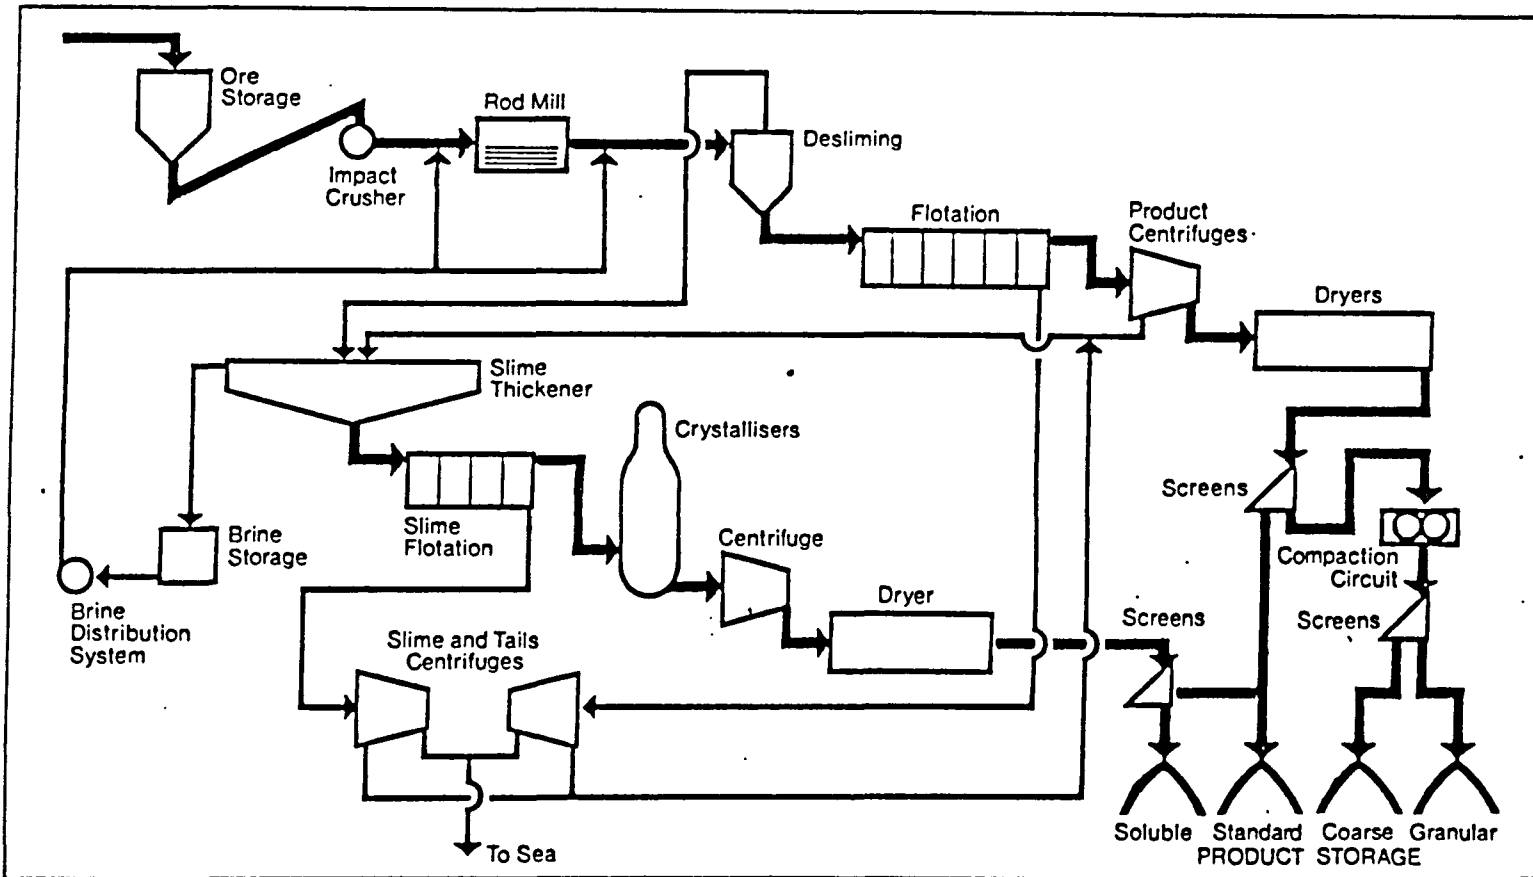 Ore
Storage
Rod Mill
Desliming
Impact
Crusher
Flotation
Product
Centrifuges
Dryers
Slime
Thickener
Crystallisers
Screens
Slime
Flotation
Brine
Storage
Centrifuge
Compaction
Circuit
Brine
Distribution
System
Dryer
Screens
Screens
Slime and Tails
Centrifuges
To Sea
Soluble Standard Coarse Granular
PRODUCT STORAGE